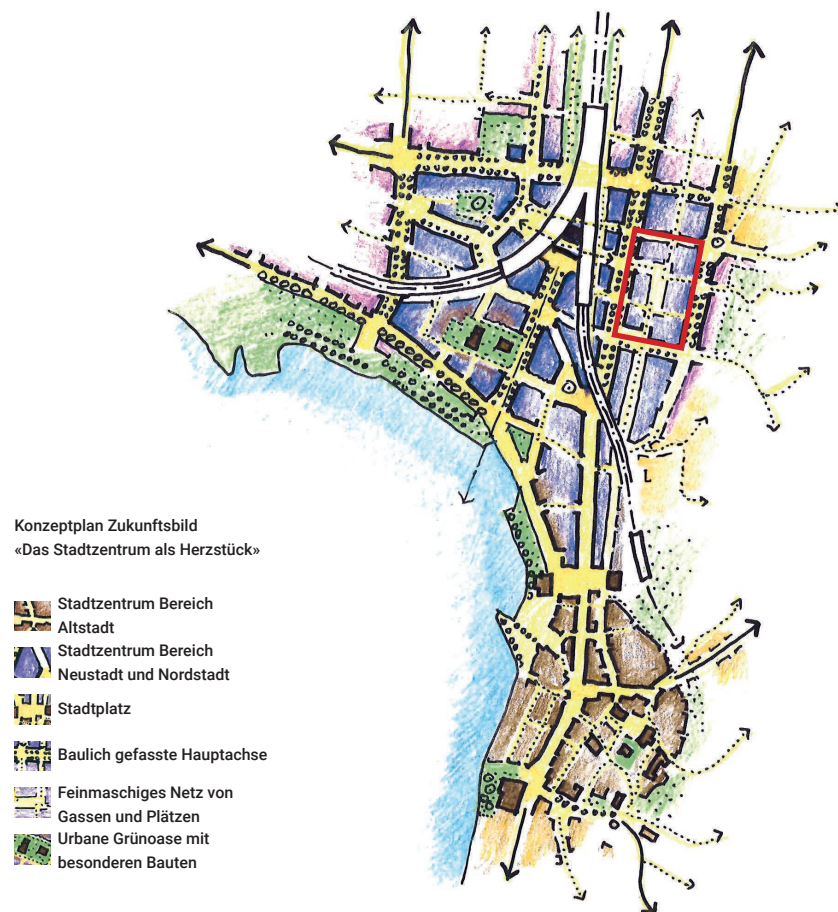 Konzeptplan Zukunftsbild
«Das Stadtzentrum als Herzstück»
Stadtzentrum Bereich
Altstadt
Stadtzentrum Bereich
Neustadt und Nordstadt
Stadtplatz
Baulich gefasste Hauptachse
Feinmaschiges Netz von
Gassen und Plätzen
Urbane Grünoase mit
besonderen Bauten